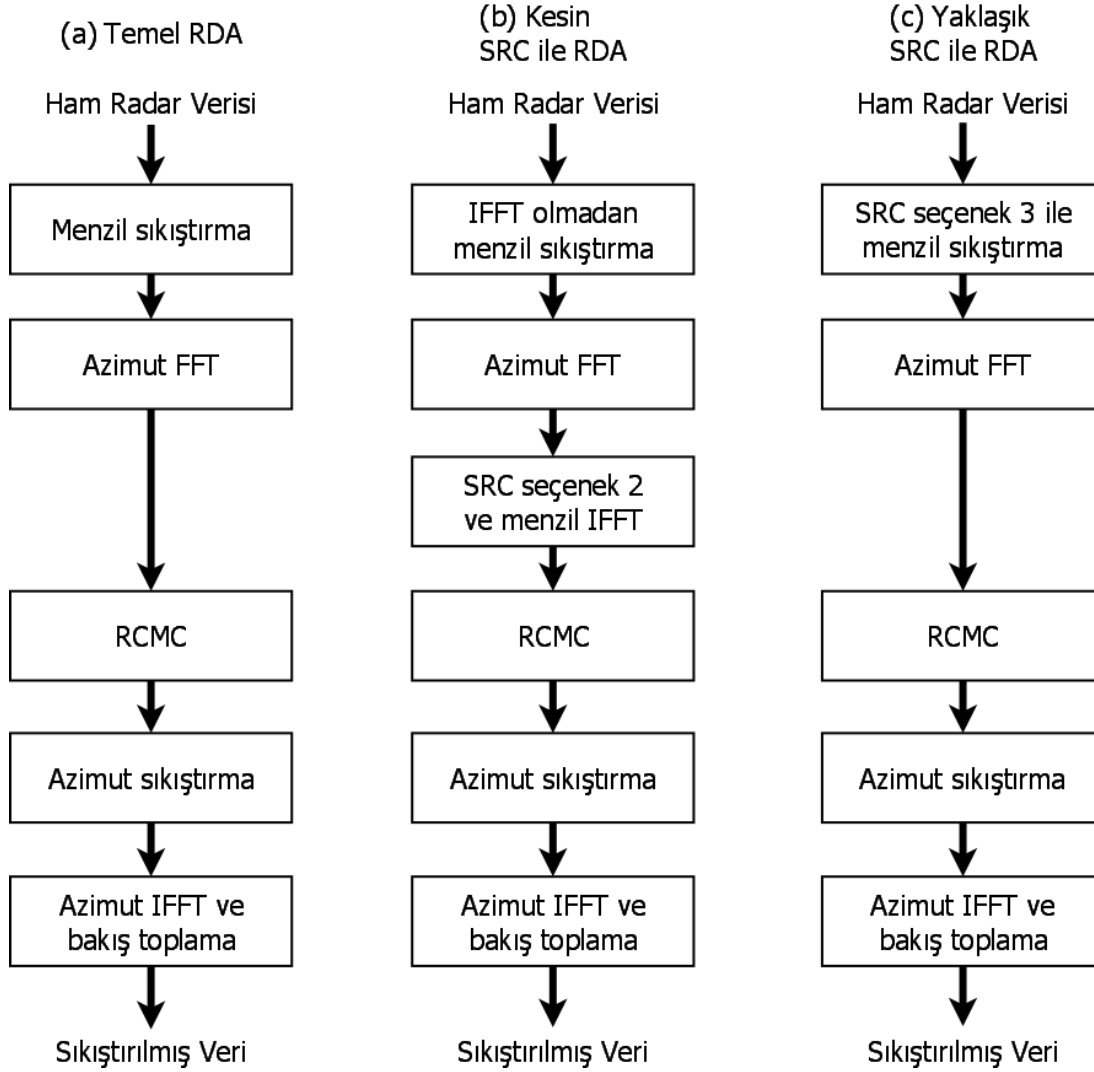 (a) Temel RDA
Ham Radar Verisi
Menzil sıkıştırma
Azimut FFT
RCMC
Azimut sıkıştırma
Azimut IFFT ve
bakış toplama
Sıkıştırılmış Veri
(b) Kesin
SRC ile RDA
Ham Radar Verisi
IFFT olmadan
menzil sıkıştırma
Azimut FFT
SRC seçenek 2
ve menzil IFFT
RCMC
Azimut sıkıştırma
Azimut IFFT ve
bakış toplama
Sıkıştırılmış Veri
(c) Yaklaşık
SRC ile RDA
Ham Radar Verisi
SRC seçenek 3 ile
menzil sıkıştırma
Azimut FFT
RCMC
Azimut sıkıştırma
Azimut IFFT ve
bakış toplama
Sıkıştırılmış Veri